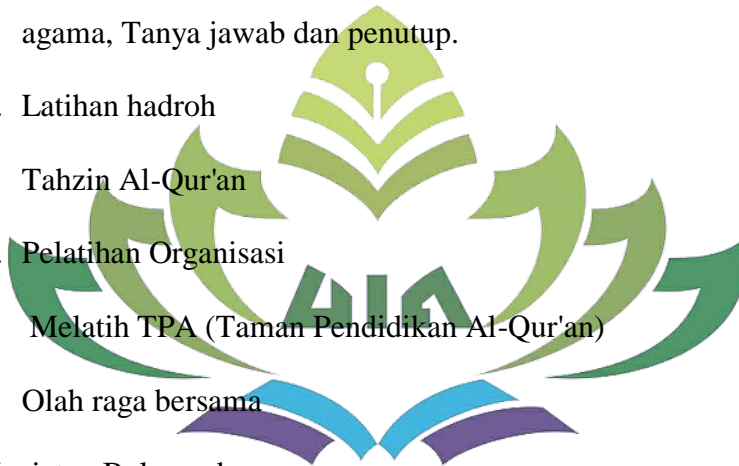 agama, Tanya jawab dan penutup.
. Latihan hadroh
Tahzin Al-Qur'an
. Pelatihan Organisasi
UIN
Melatih TPA (Taman Pendidikan Al-Qur'an)
Olah raga bersama